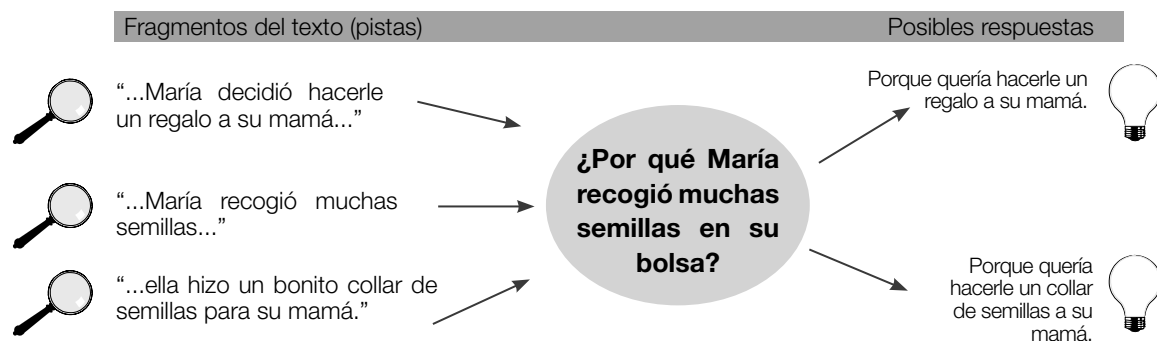 Fragmentos del texto (pistas)
Posibles respuestas
“...María decidió hacerle
un regalo a su mamá...”
“...María recogió muchas
semillas...”
“...ella hizo un bonito collar de
semillas para su mamá.”
¿Por qué María
recogió muchas
semillas en su
bolsa?
Porque quería hacerle un
regalo a su mamá.
Porque quería
hacerle un collar
de semillas a su
mamá.